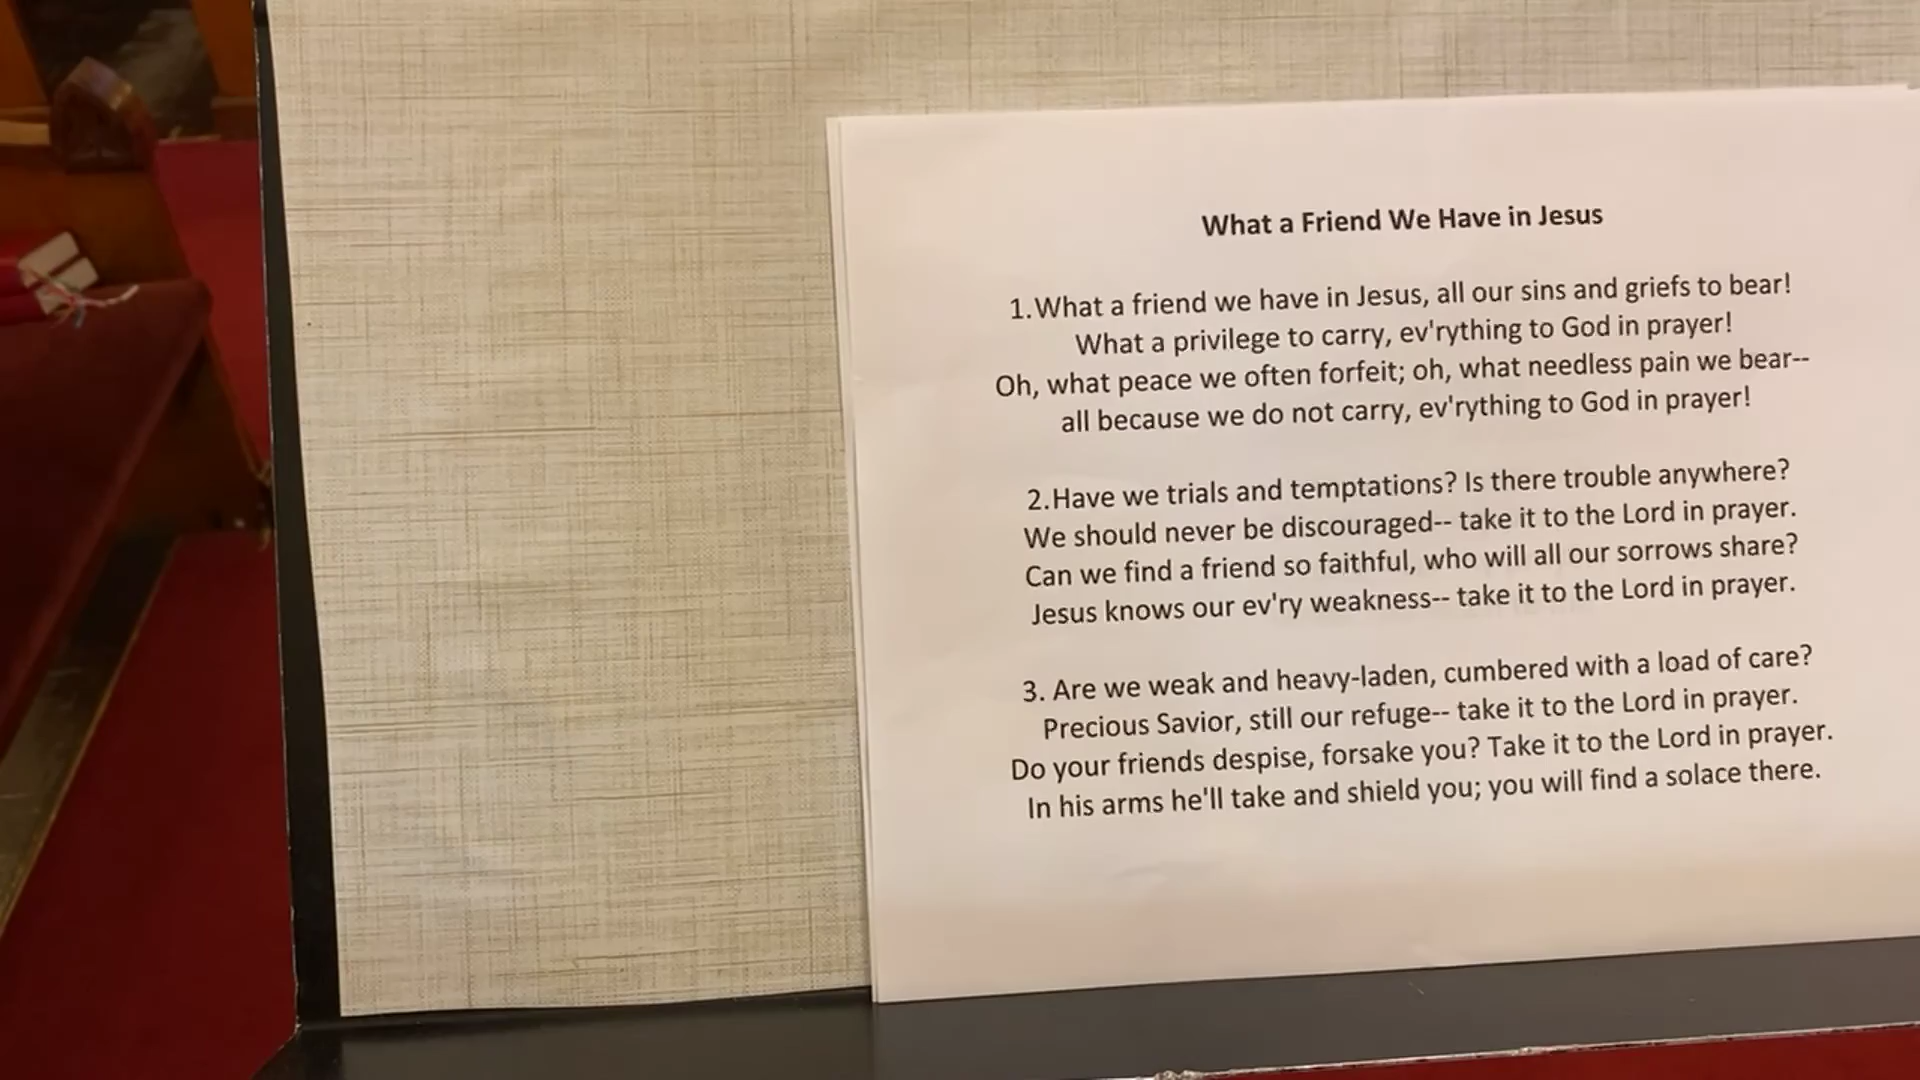 What a Friend We Have in Jesus
1.What a friend we have in Jesus, all our sins and griefs to bear!
What a privilege to carry, ev'rything to God in prayer!
Oh, what peace we often forfeit; oh, what needless pain we bear--
all because we do not carry, ev'rything to God in prayer!
2.Have we trials and temptations? Is there trouble anywhere?
We should never be discouraged-- take it to the Lord in prayer.
Can we find a friend so faithful, who will all our sorrows share?
Jesus knows our ev'ry weakness-- take it to the Lord in prayer.
3. Are we weak and heavy-laden, cumbered with a load of care?
Precious Savior, still our refuge-- take it to the Lord in prayer.
Do your friends despise, forsake you? Take it to the Lord in prayer.
In his arms he'll take and shield you; you will find a solace there.